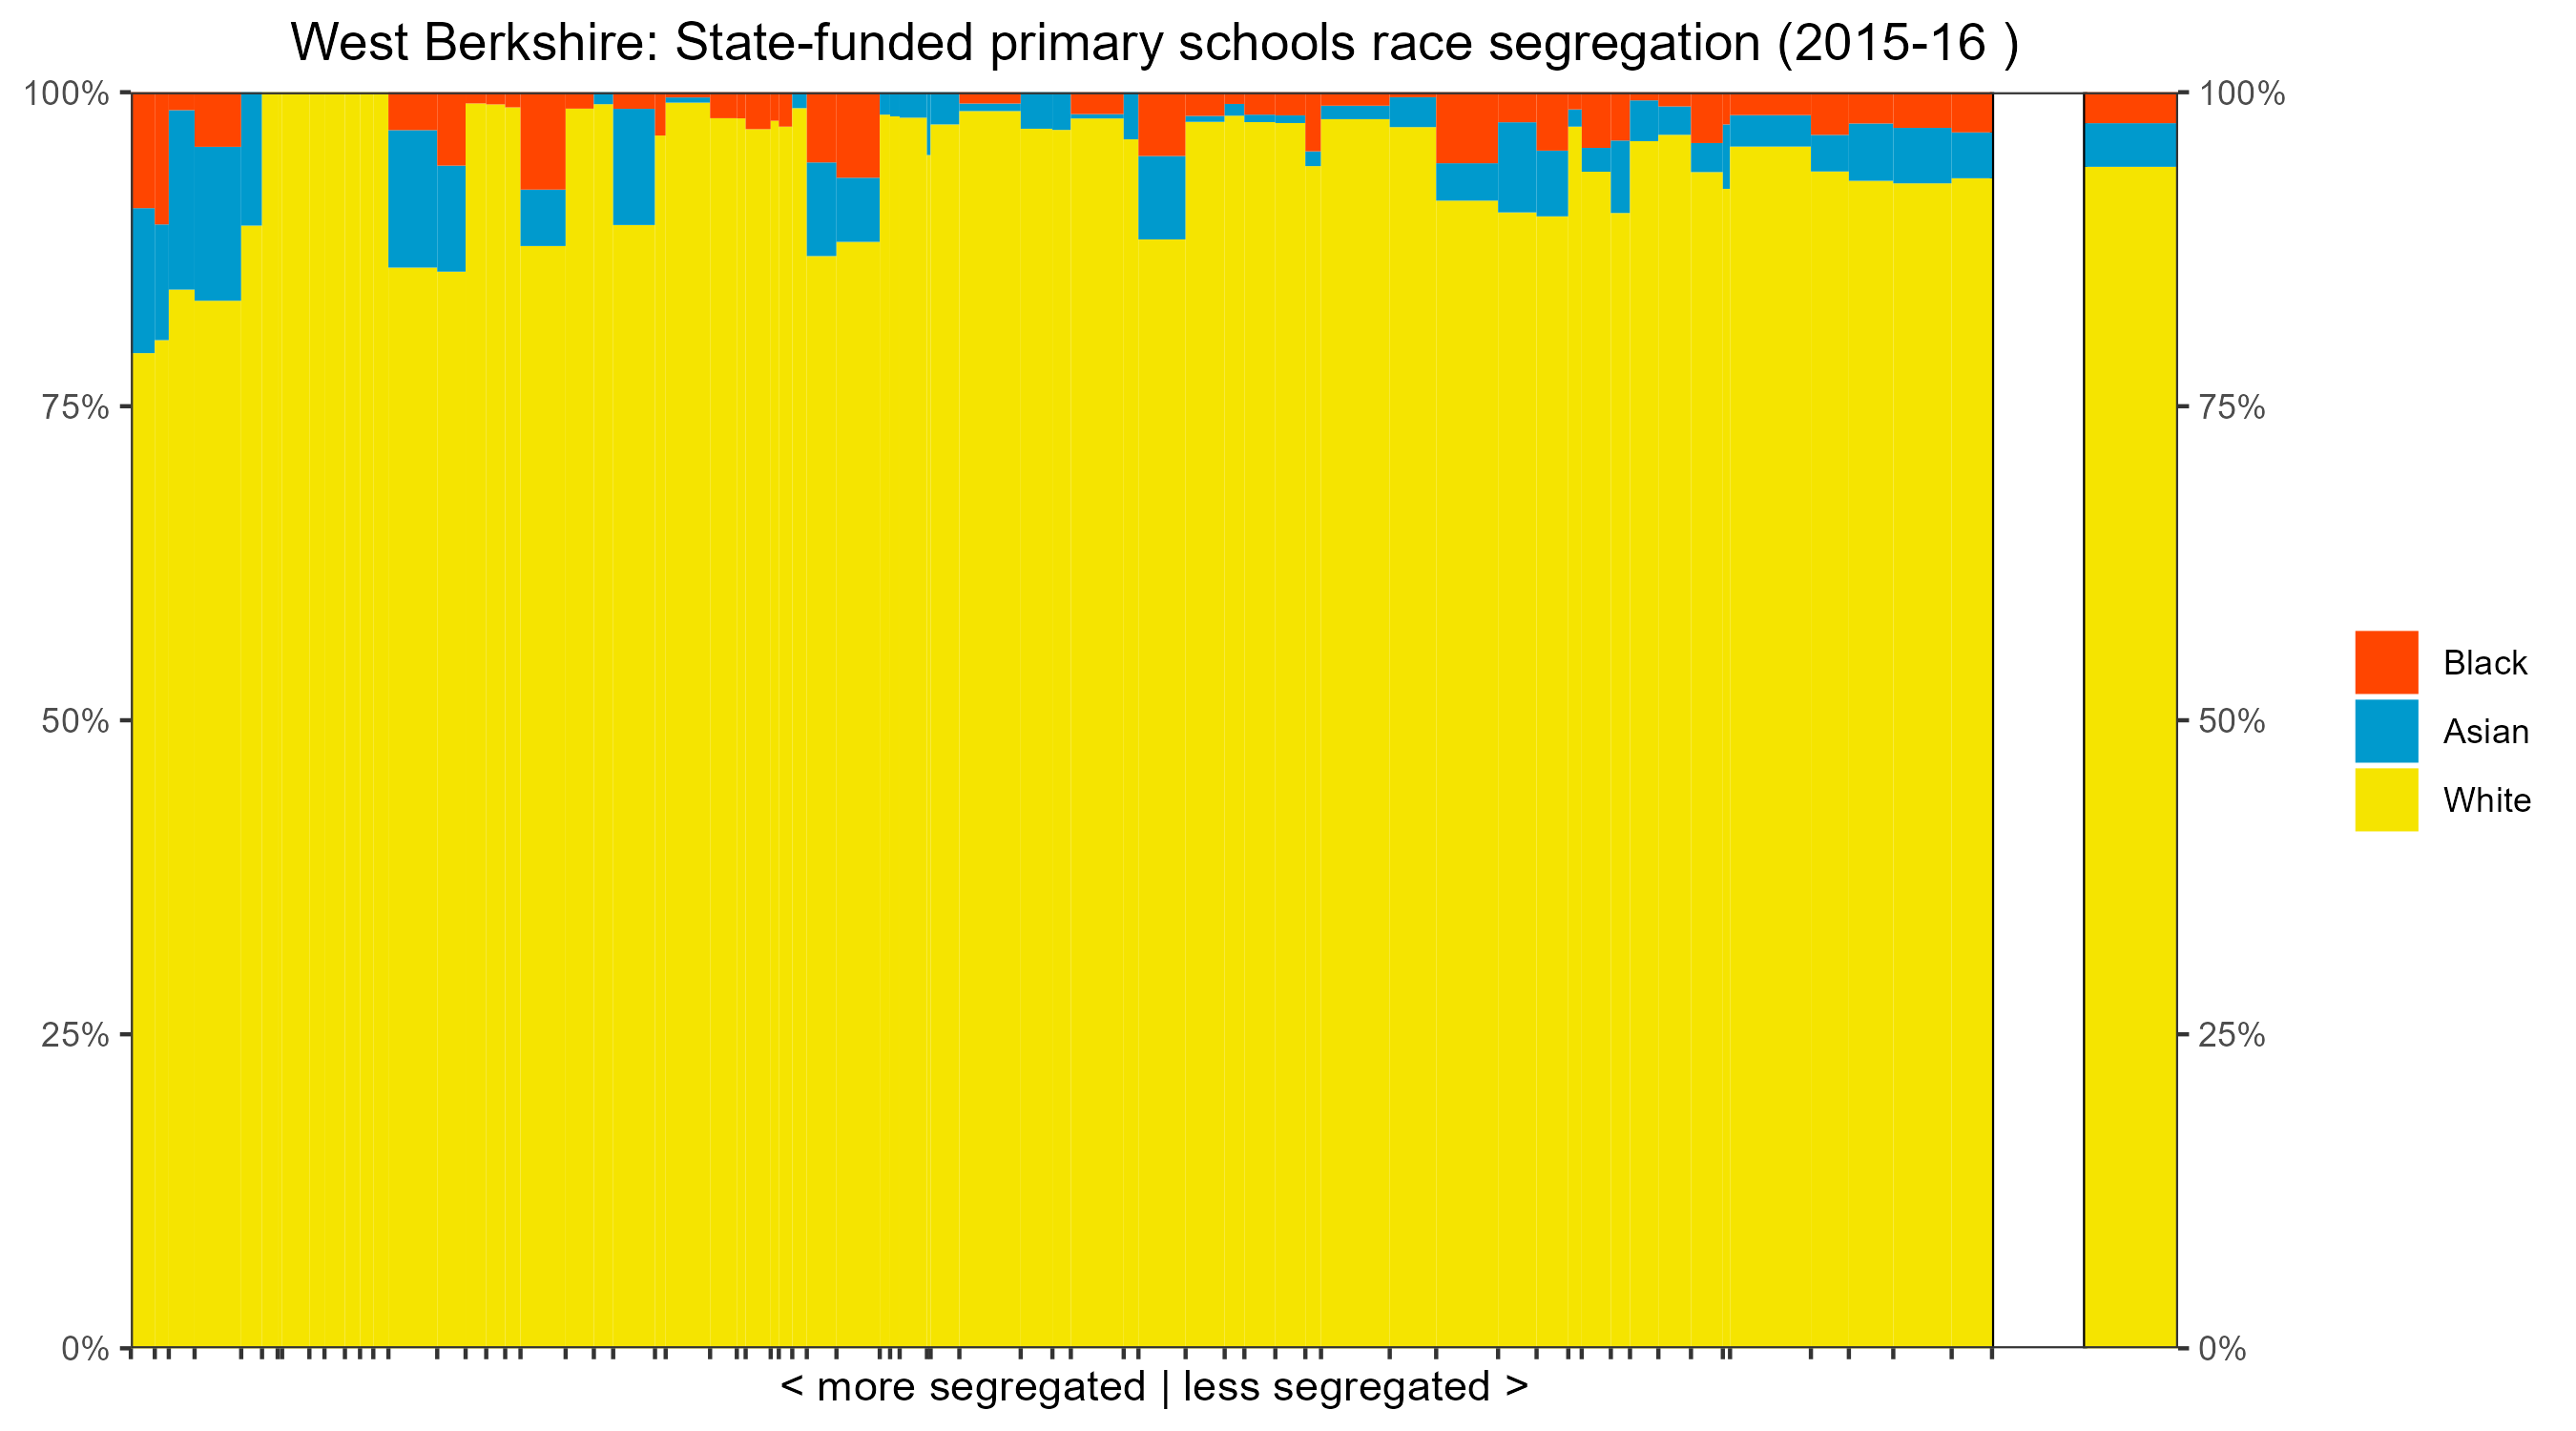 West Berkshire: State-funded primary schools race segregation (2015-16 )
100%
75%
50%
25%
0%
100%
75%
50%
25%
0%
Black
Asian
White
< more segregated | less segregated >